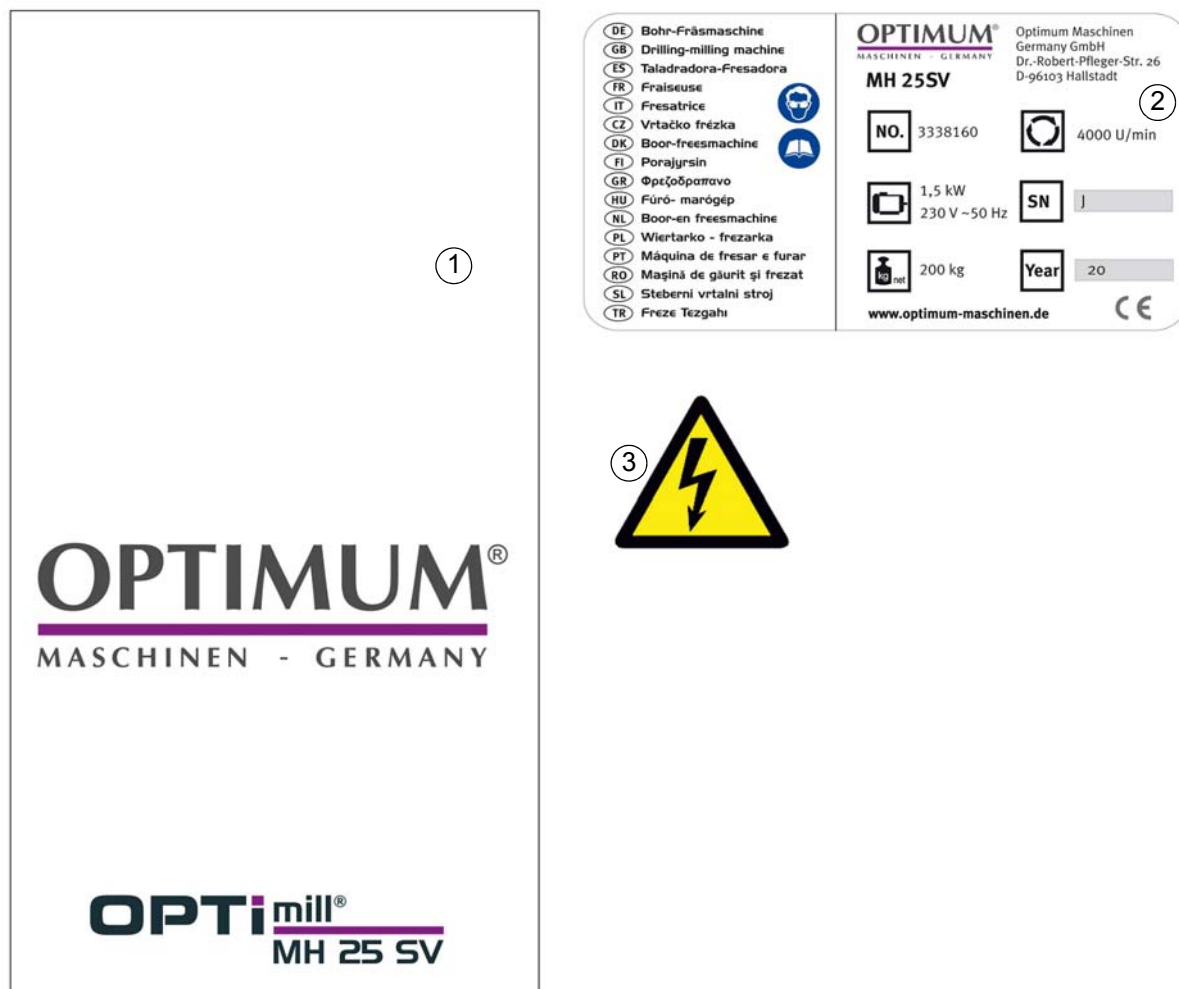 1
OPTIMUM®
MASCHINEN - GERMANY
OPTimill®
MH 25 SV
DE Bohr-Fräsmaschine
GB Drilling-milling machine
ES Taladradora-Fresadora
FR Fraiseuse
IT Fresatrice
CZ Vrtačko frézka
DK Boor-freesmachine
FI Porajyrsin
GR Φρεζοδραπανο
HU Fúró- marógép
NL Boor-en freesmachine
PL Wiertarko - frezarka
PT Máquina de fresar e furar
RO Maşină de găurit şi frezat
SL Steberni vrtalni stroj
TR Freze Tezgahı
OPTIMUM®
MASCHINEN - GERMANY
MH 25SV
Optimum Maschinen
Germany GmbH
Dr.-Robert-Pfleger-Str. 26
D-96103 Hallstadt
2
NO. 3338160
4000 U/min
1,5 kW
230 V ~50 Hz
SN J
kg net 200 kg
Year 20
www.optimum-maschinen.de
CE
3